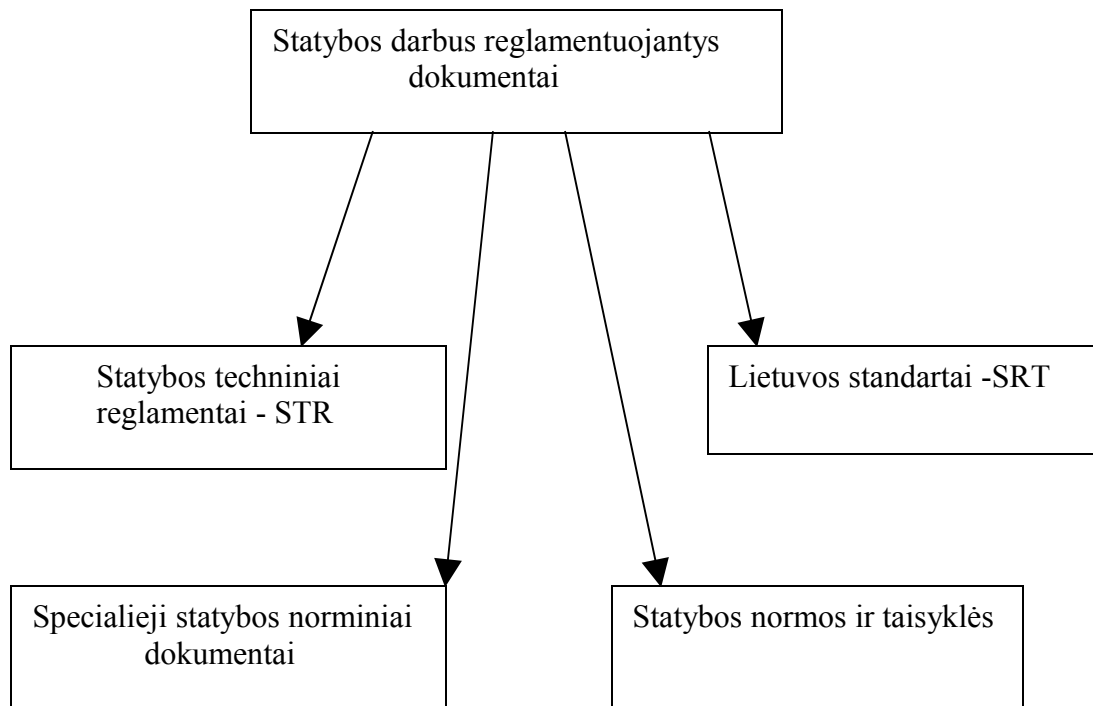 Statybos darbus reglamentuojantys
dokumentai
Statybos techniniai
reglamentai - STR
Lietuvos standartai -SRT
Specialieji statybos norminiai
dokumentai
Statybos normos ir taisyklės